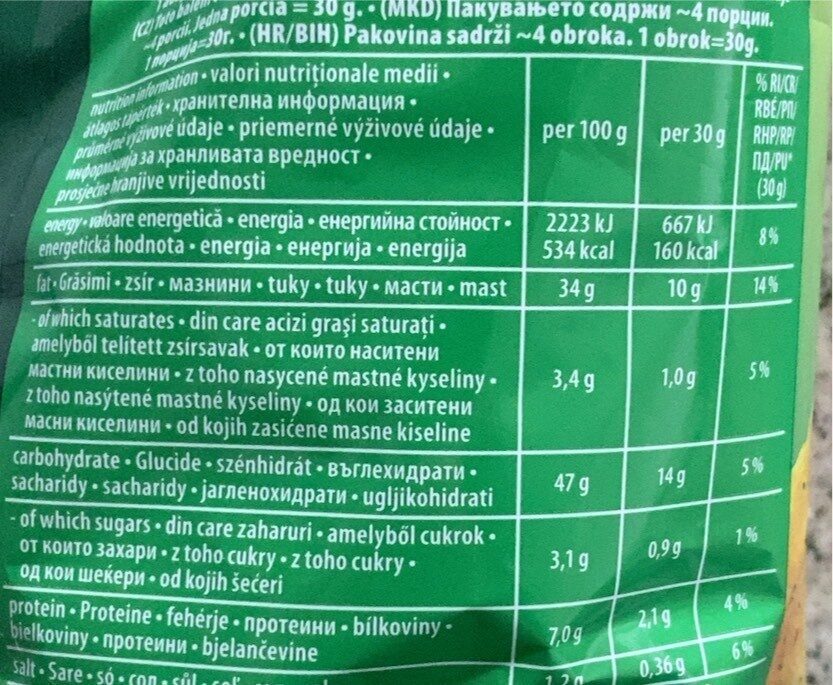 (CZ) Toto balen
porcií. Jedna porcia = 30 g. • (MKD) Пакувањето содржи ~4 порции.
1 порција=30г. • (HR/BIH) Pakovina sadrži ~4 obroka. 1 obrok=30g.
nutrition information • valori nutriționale medii •
átlagos tápérték • хранителна информация •
průměrné výživové údaje • priemerné výživové údaje •
информација за хранливата вредност •
prosječne hranjive vrijednosti
per 100 g
per 30 g
% RI/CR/
RBÉ/РП/
RHP/RP/
ПД/PU*
(30 g)
energy • valoare energetică • energia • енергийна стойност •
energetická hodnota • energia • енергија • energija
2223 kJ 667 kJ 8%
534 kcal 160 kcal
fat • Grăsimi • zsír • мазнини • tuky • tuky • масти • mast 34 g 10 g 14%
- of which saturates • din care acizi grași saturați •
amelyből telített zsírsavak • от които наситени
мастни киселини • z toho nasycené mastné kyseliny •
z toho nasýtené mastné kyseliny • од кои заситени
масни киселини • od kojih zasićene masne kiseline
3,4 g 1,0 g 5%
carbohydrate • Glucide • szénhidrát • въглехидрати •
sacharidy • sacharidy • јагленохидрати • ugljikohidrati
47 g 14 g 5%
- of which sugars • din care zaharuri • amelyből cukrok •
от които захари • z toho cukry • z toho cukry •
од кои шеќери • od kojih šećeri
3,1 g 0,9 g 1%
protein • Proteine • fehérje • протеини • bílkoviny •
bielkoviny • протеини • bjelančevine
7,0 g 2,1 g 4%
salt • Sare • só • сол • sůl
0,36 g 6%